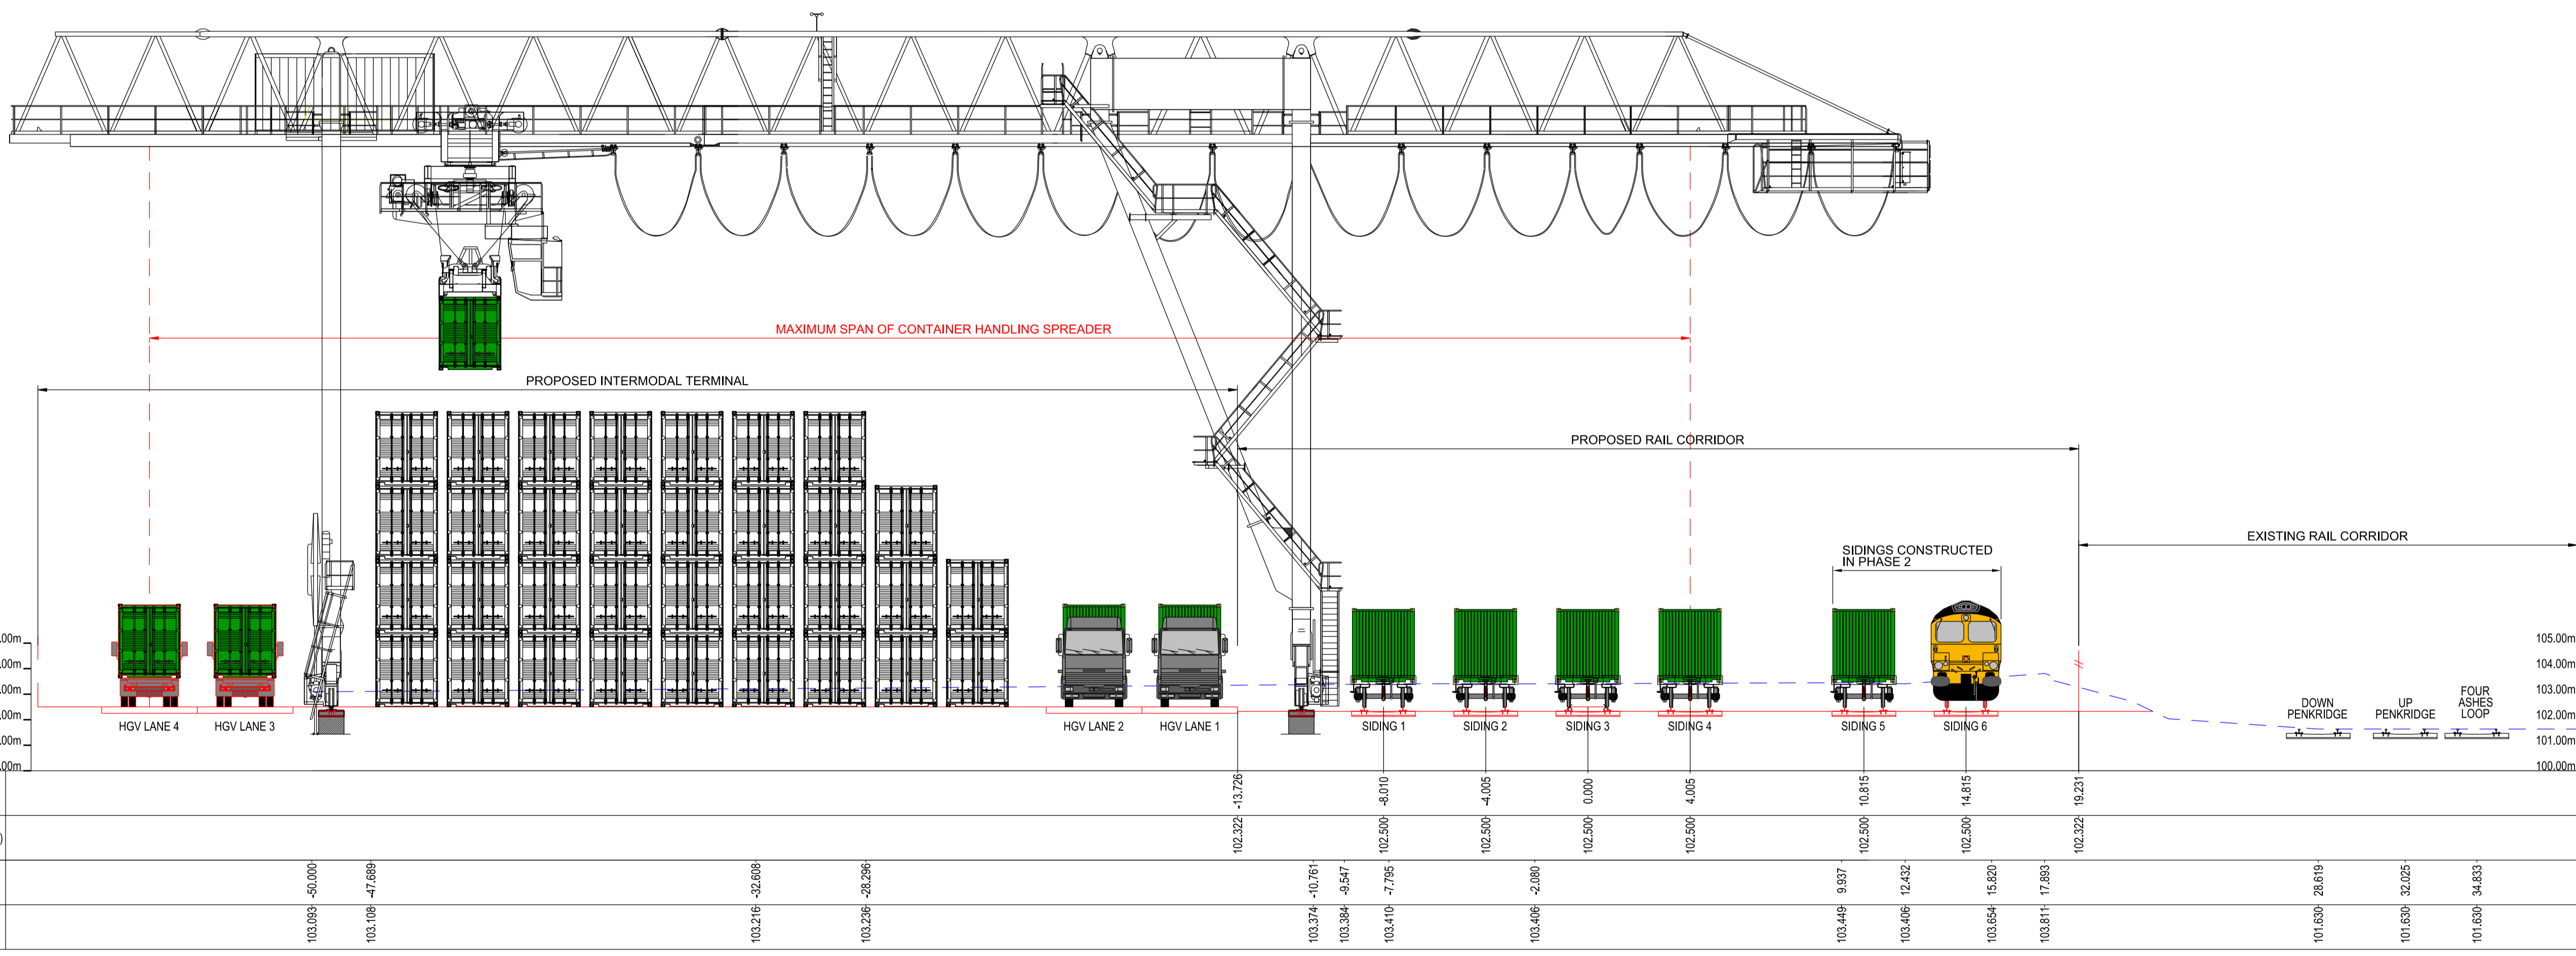 MAXIMUM SPAN OF CONTAINER HANDLING SPREADER
PROPOSED INTERMODAL TERMINAL
PROPOSED RAIL CORRIDOR
EXISTING RAIL CORRIDOR
SIDINGS CONSTRUCTED
IN PHASE 2
.00m
.00m
.00m
.00m
.00m
.00m
105.00m
104.00m
103.00m
102.00m
101.00m
100.00m
HGV LANE 4
HGV LANE 3
HGV LANE 2
HGV LANE 1
SIDING 1
SIDING 2
SIDING 3
SIDING 4
SIDING 5
SIDING 6
DOWN
PENKRIDGE
UP
PENKRIDGE
FOUR
ASHES
LOOP
-13.726
-8.010
-4.005
0.000
4.005
10.815
14.815
19.231
)
102.322
102.500
102.500
102.500
102.500
102.500
102.500
102.322
-50.000
-47.689
-32.608
-28.296
-10.761
-9.547
-7.795
-2.080
9.937
12.432
15.820
17.893
28.619
32.025
34.833
103.093
103.108
103.216
103.236
103.374
103.384
103.410
103.406
103.449
103.406
103.654
103.811
101.630
101.630
101.630